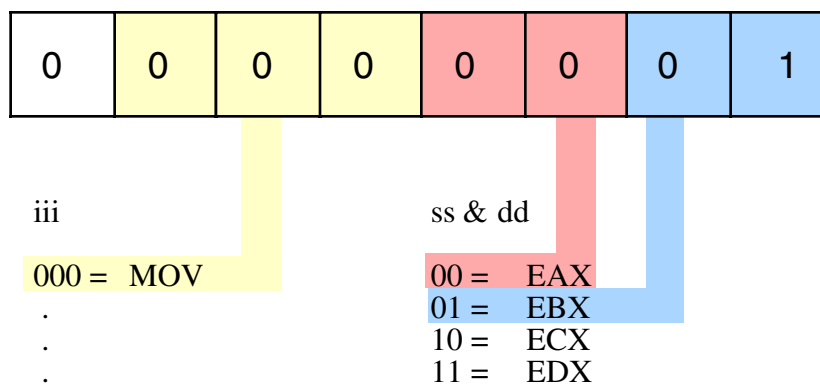 0 0 0 0 0 0 0 1
iii ss & dd
000 = MOV 00 = EAX
. 01 = EBX
. 10 = ECX
. 11 = EDX